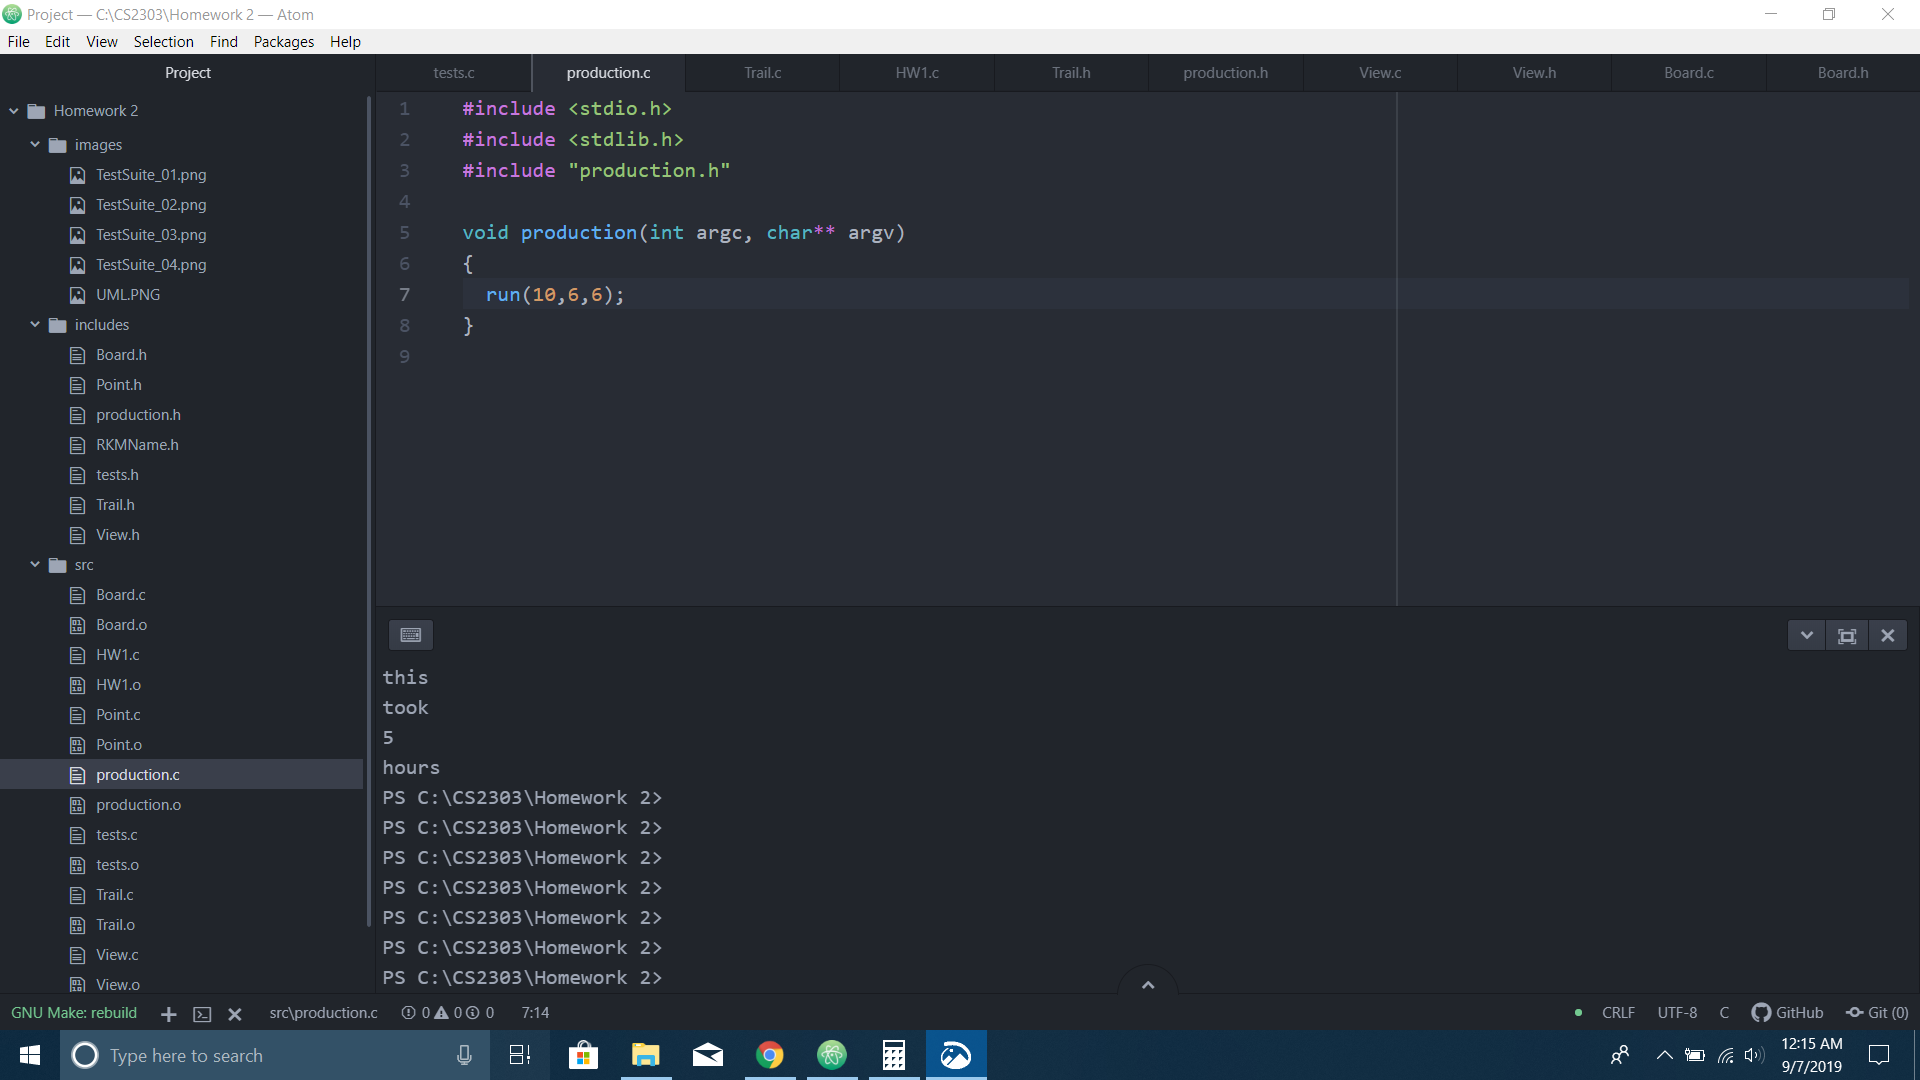 Project — C:\CS2303\Homework 2 — Atom
File Edit View Selection Find Packages Help
Project
tests.c production.c Trail.c HW1.c Trail.h production.h View.c View.h Board.c Board.h
Homework 2
images
TestSuite_01.png
TestSuite_02.png
TestSuite_03.png
TestSuite_04.png
UML.PNG
includes
Board.h
Point.h
production.h
RKMName.h
tests.h
Trail.h
View.h
src
Board.c
Board.o
HW1.c
HW1.o
Point.c
Point.o
production.c
production.o
tests.c
tests.o
Trail.c
Trail.o
View.c
View.o
1 #include <stdio.h>
2 #include <stdlib.h>
3 #include "production.h"
4
5 void production(int argc, char** argv)
6 {
7 run(10,6,6);
8 }
9
this
took
5
hours
PS C:\CS2303\Homework 2>
PS C:\CS2303\Homework 2>
PS C:\CS2303\Homework 2>
PS C:\CS2303\Homework 2>
PS C:\CS2303\Homework 2>
PS C:\CS2303\Homework 2>
PS C:\CS2303\Homework 2>
GNU Make: rebuild src\production.c 0 0 0 7:14 CRLF UTF-8 C GitHub Git (0)
Type here to search
12:15 AM
9/7/2019